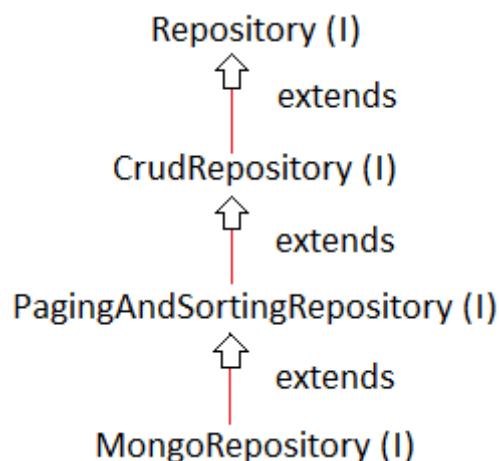 Repository (I)
extends
CrudRepository (I)
extends
PagingAndSortingRepository (I)
extends
MongoRepository (I)